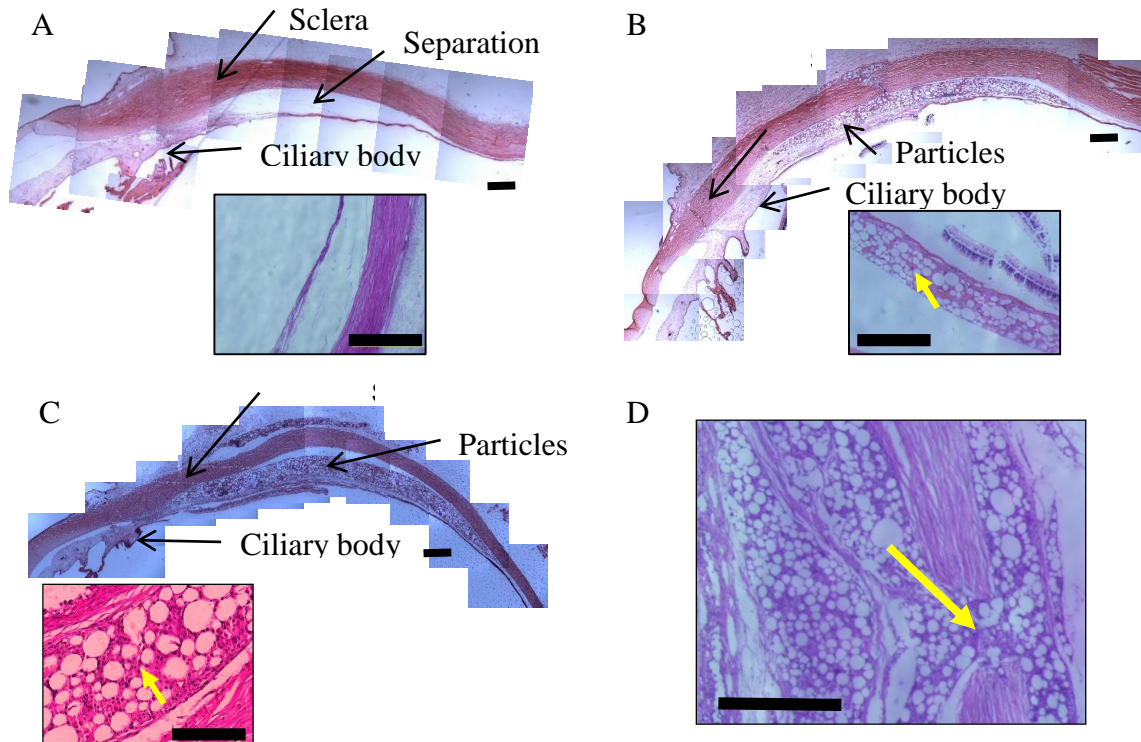 A
Sclera
Separation
Ciliary body
B
Particles
Ciliary body
C
Particles
Ciliary body
D